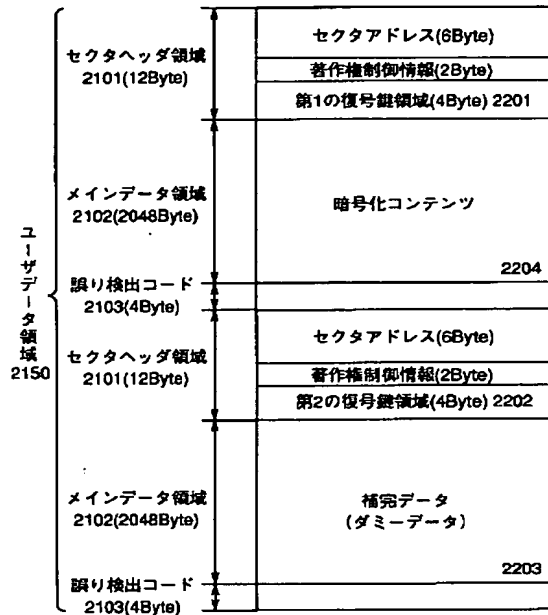 セクタヘッダ領域
2101(12Byte)
セクタアドレス(6Byte)
著作権制御情報(2Byte)
第1の復号鍵領域(4Byte) 2201
メインデータ領域
2102(2048Byte)
暗号化コンテンツ
2204
ユーザデータ領域
2150
誤り検出コード
2103(4Byte)
セクタヘッダ領域
2101(12Byte)
セクタアドレス(6Byte)
著作権制御情報(2Byte)
第2の復号鍵領域(4Byte) 2202
メインデータ領域
2102(2048Byte)
補完データ
(ダミーデータ)
2203
誤り検出コード
2103(4Byte)